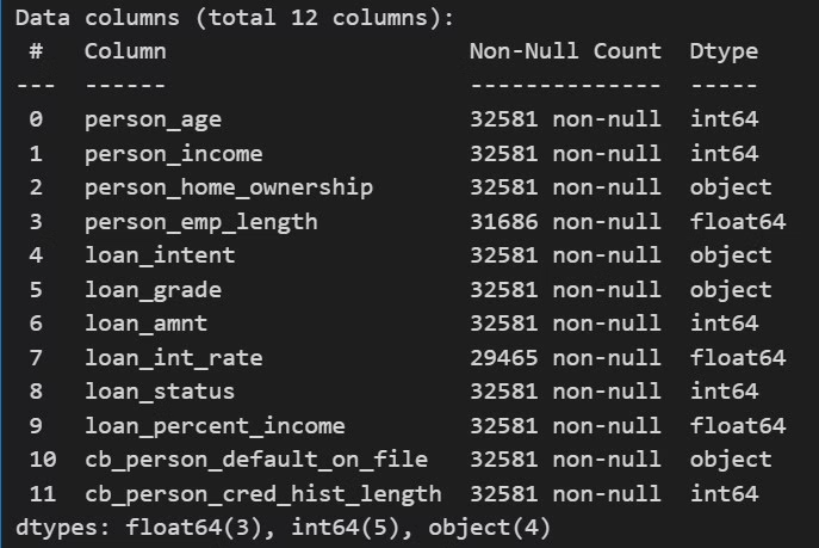 Data columns (total 12 columns):
 #   Column                      Non-Null Count  Dtype
---  ------                      --------------  -----
 0   person_age                  32581 non-null  int64
 1   person_income               32581 non-null  int64
 2   person_home_ownership       32581 non-null  object
 3   person_emp_length           31686 non-null  float64
 4   loan_intent                 32581 non-null  object
 5   loan_grade                  32581 non-null  object
 6   loan_amnt                   32581 non-null  int64
 7   loan_int_rate               29465 non-null  float64
 8   loan_status                 32581 non-null  int64
 9   loan_percent_income         32581 non-null  float64
 10  cb_person_default_on_file   32581 non-null  object
 11  cb_person_cred_hist_length  32581 non-null  int64
dtypes: float64(3), int64(5), object(4)